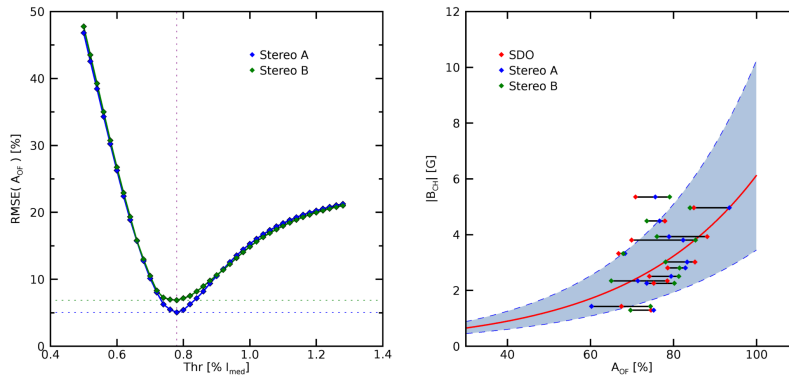 50
40
30
20
10
0
RMSE( A_OF ) [%]
Stereo A
Stereo B
0.4 0.6 0.8 1.0 1.2 1.4
Thr [% I_med]
12
10
8
6
4
2
0
|B_CH| [G]
SDO
Stereo A
Stereo B
40 60 80 100
A_OF [%]